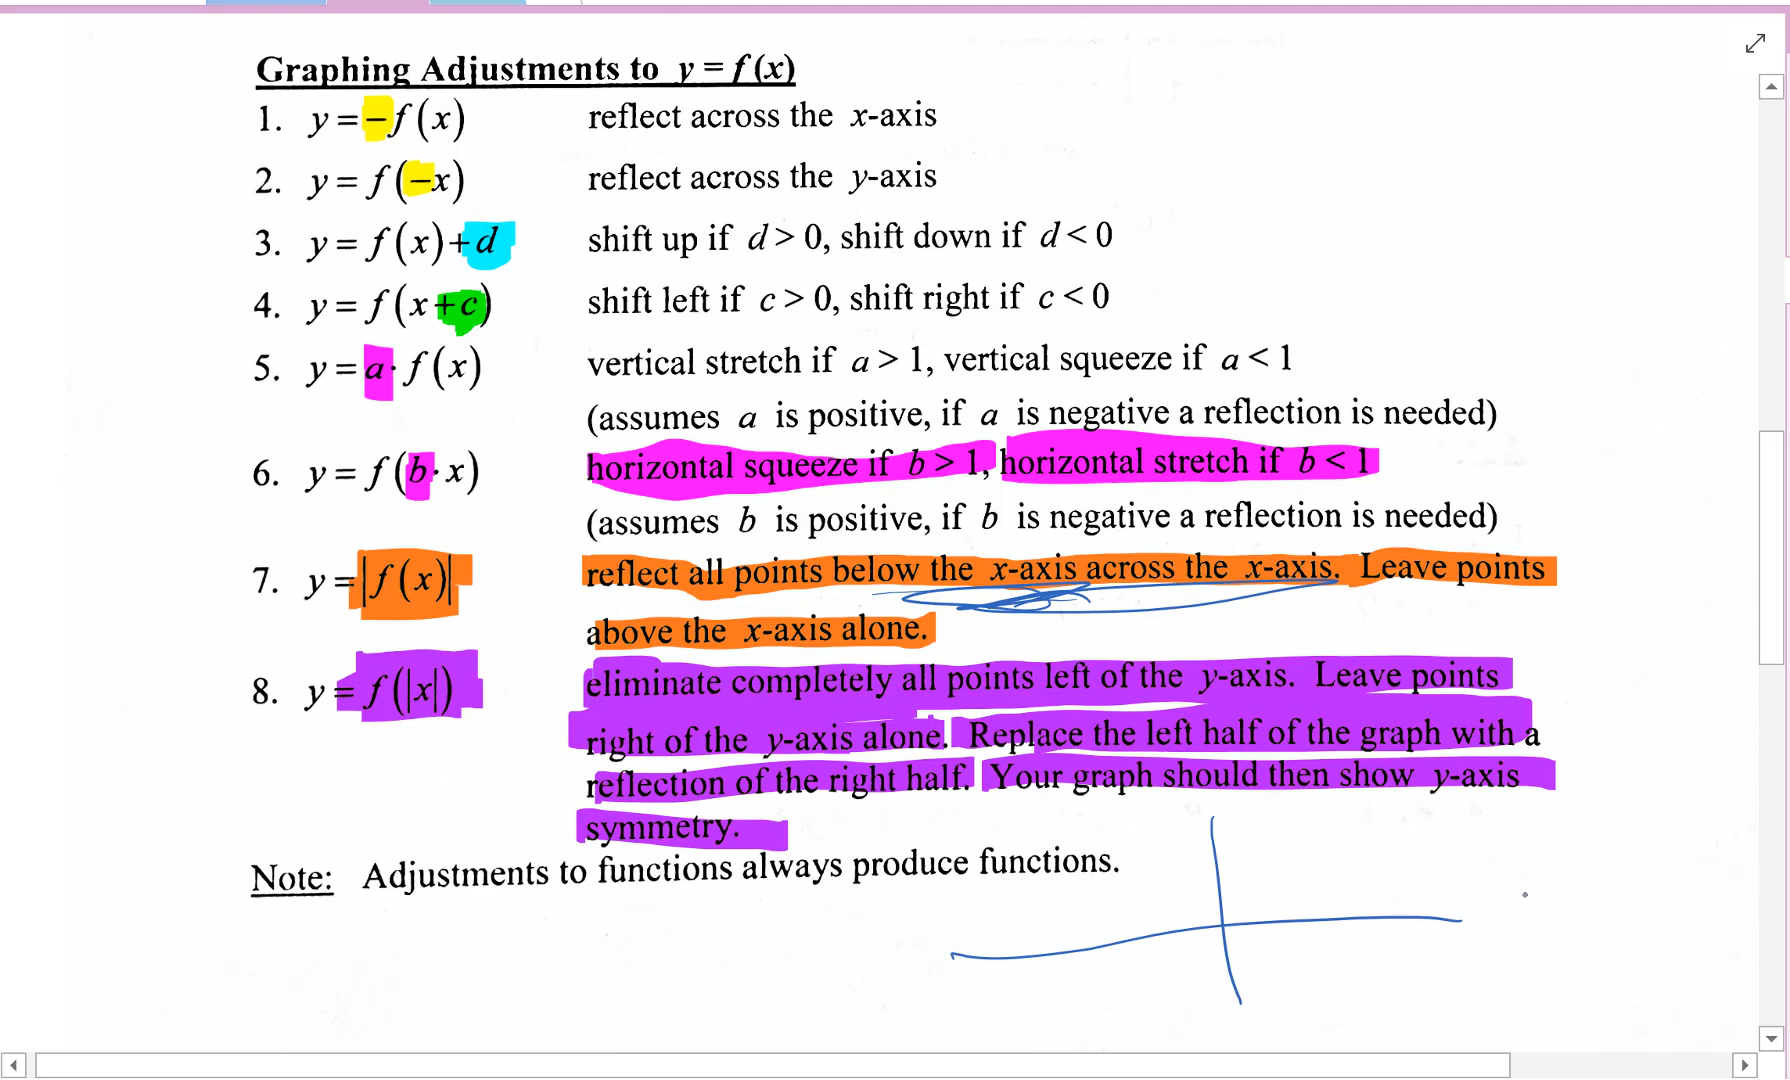 Graphing Adjustments to y = f(x)
1. y = −f(x) reflect across the x-axis
2. y = f(−x) reflect across the y-axis
3. y = f(x)+d shift up if d > 0, shift down if d < 0
4. y = f(x+c) shift left if c > 0, shift right if c < 0
5. y = a·f(x) vertical stretch if a > 1, vertical squeeze if a < 1
(assumes a is positive, if a is negative a reflection is needed)
6. y = f(b·x) horizontal squeeze if b > 1, horizontal stretch if b < 1
(assumes b is positive, if b is negative a reflection is needed)
7. y = |f(x)| reflect all points below the x-axis across the x-axis. Leave points
above the x-axis alone.
8. y = f(|x|) eliminate completely all points left of the y-axis. Leave points
right of the y-axis alone. Replace the left half of the graph with a
reflection of the right half. Your graph should then show y-axis
symmetry.
Note: Adjustments to functions always produce functions.